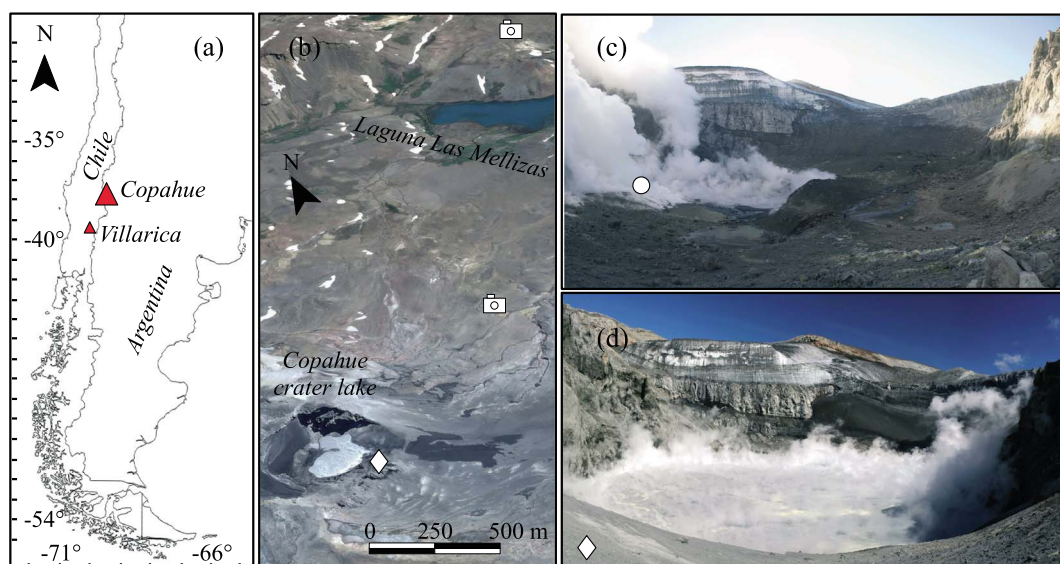 (a)
N
-35°
Chile
Copahue
-40°
Villarica
Argentina
-54°
-71°
-66°
(b)
Laguna Las Mellizas
N
Copahue
crater lake
0 250 500 m
(c)
(d)